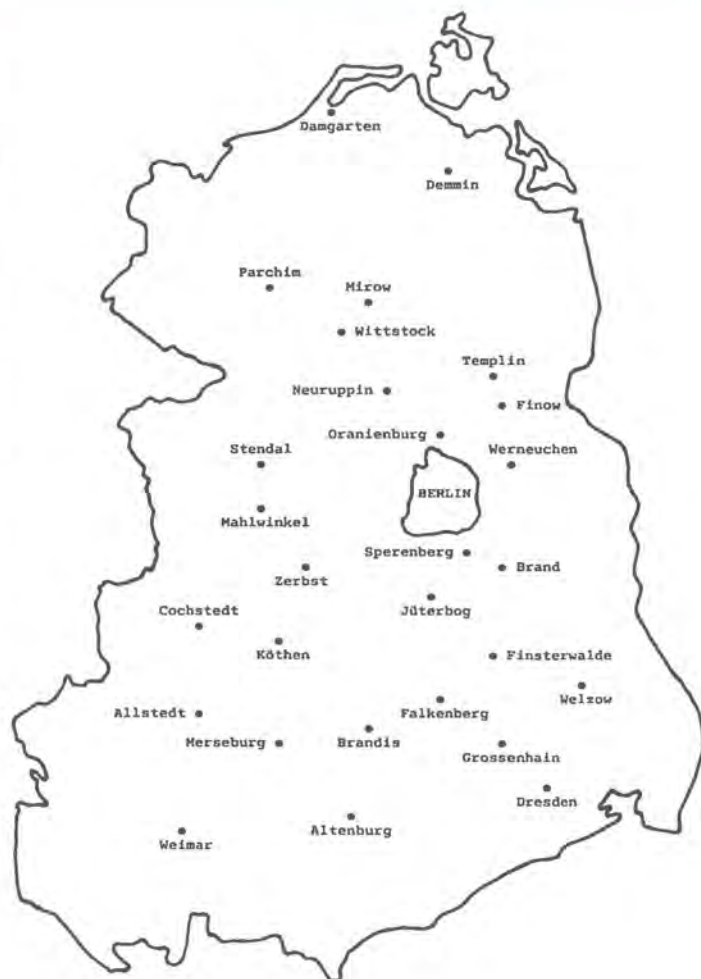 Damgarten
Demmin
Parchim
Mirow
Wittstock
Templin
Neuruppin
Finow
Oranienburg
Stendal
Werneuchen
BERLIN
Mahlwinkel
Sperenberg
Zerbst
Brand
Cochstedt
Jüterbog
Köthen
Finsterwalde
Welzow
Allstedt
Falkenberg
Merseburg
Brandis
Grossenhain
Dresden
Altenburg
Weimar